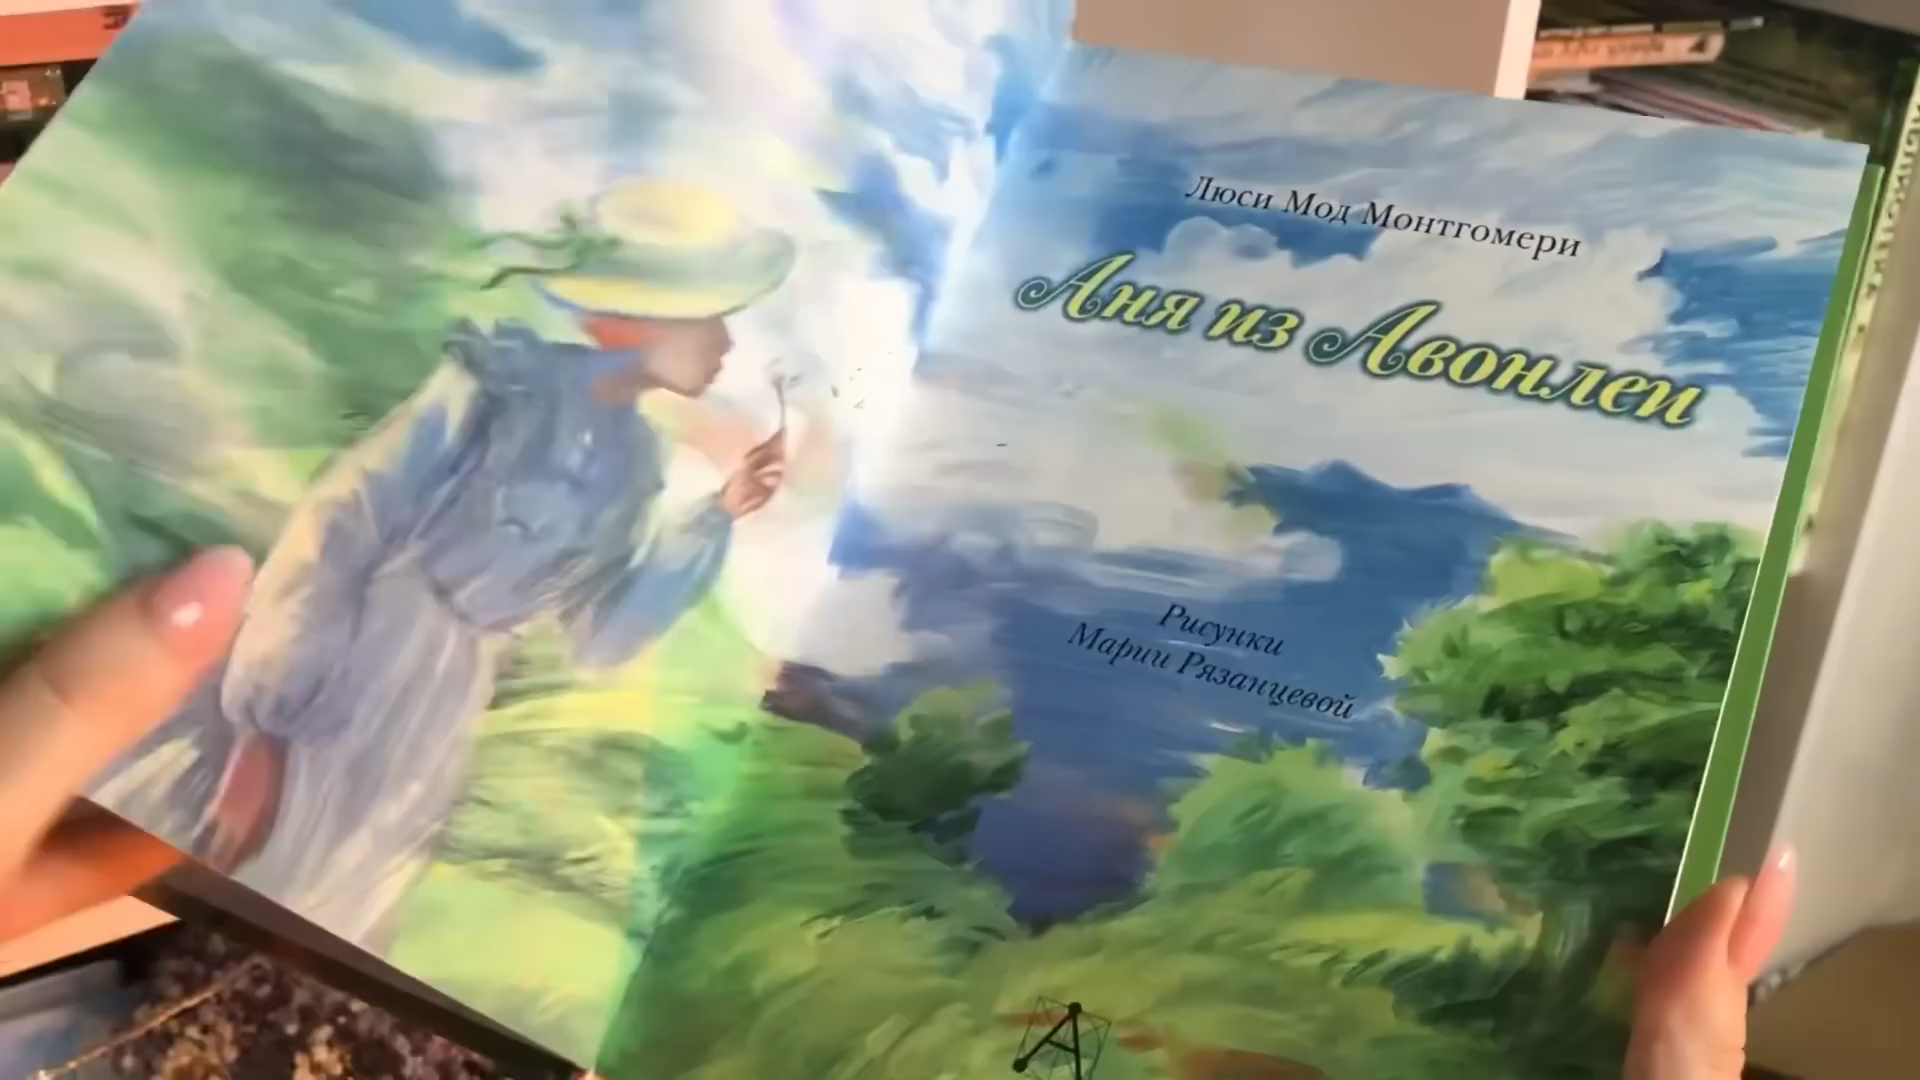 Люси Мод Монтгомери
Аня из Авонлеи
Рисунки
Марии Рязанцевой